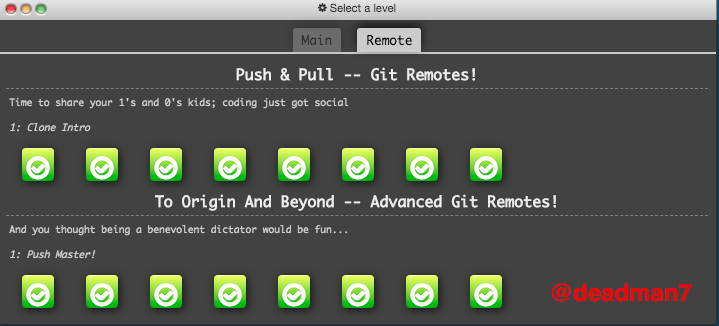 Select a level
Main Remote
Push & Pull -- Git Remotes!
Time to share your 1's and 0's kids; coding just got social
1: Clone Intro
To Origin And Beyond -- Advanced Git Remotes!
And you thought being a benevolent dictator would be fun...
1: Push Master!
@deadman7